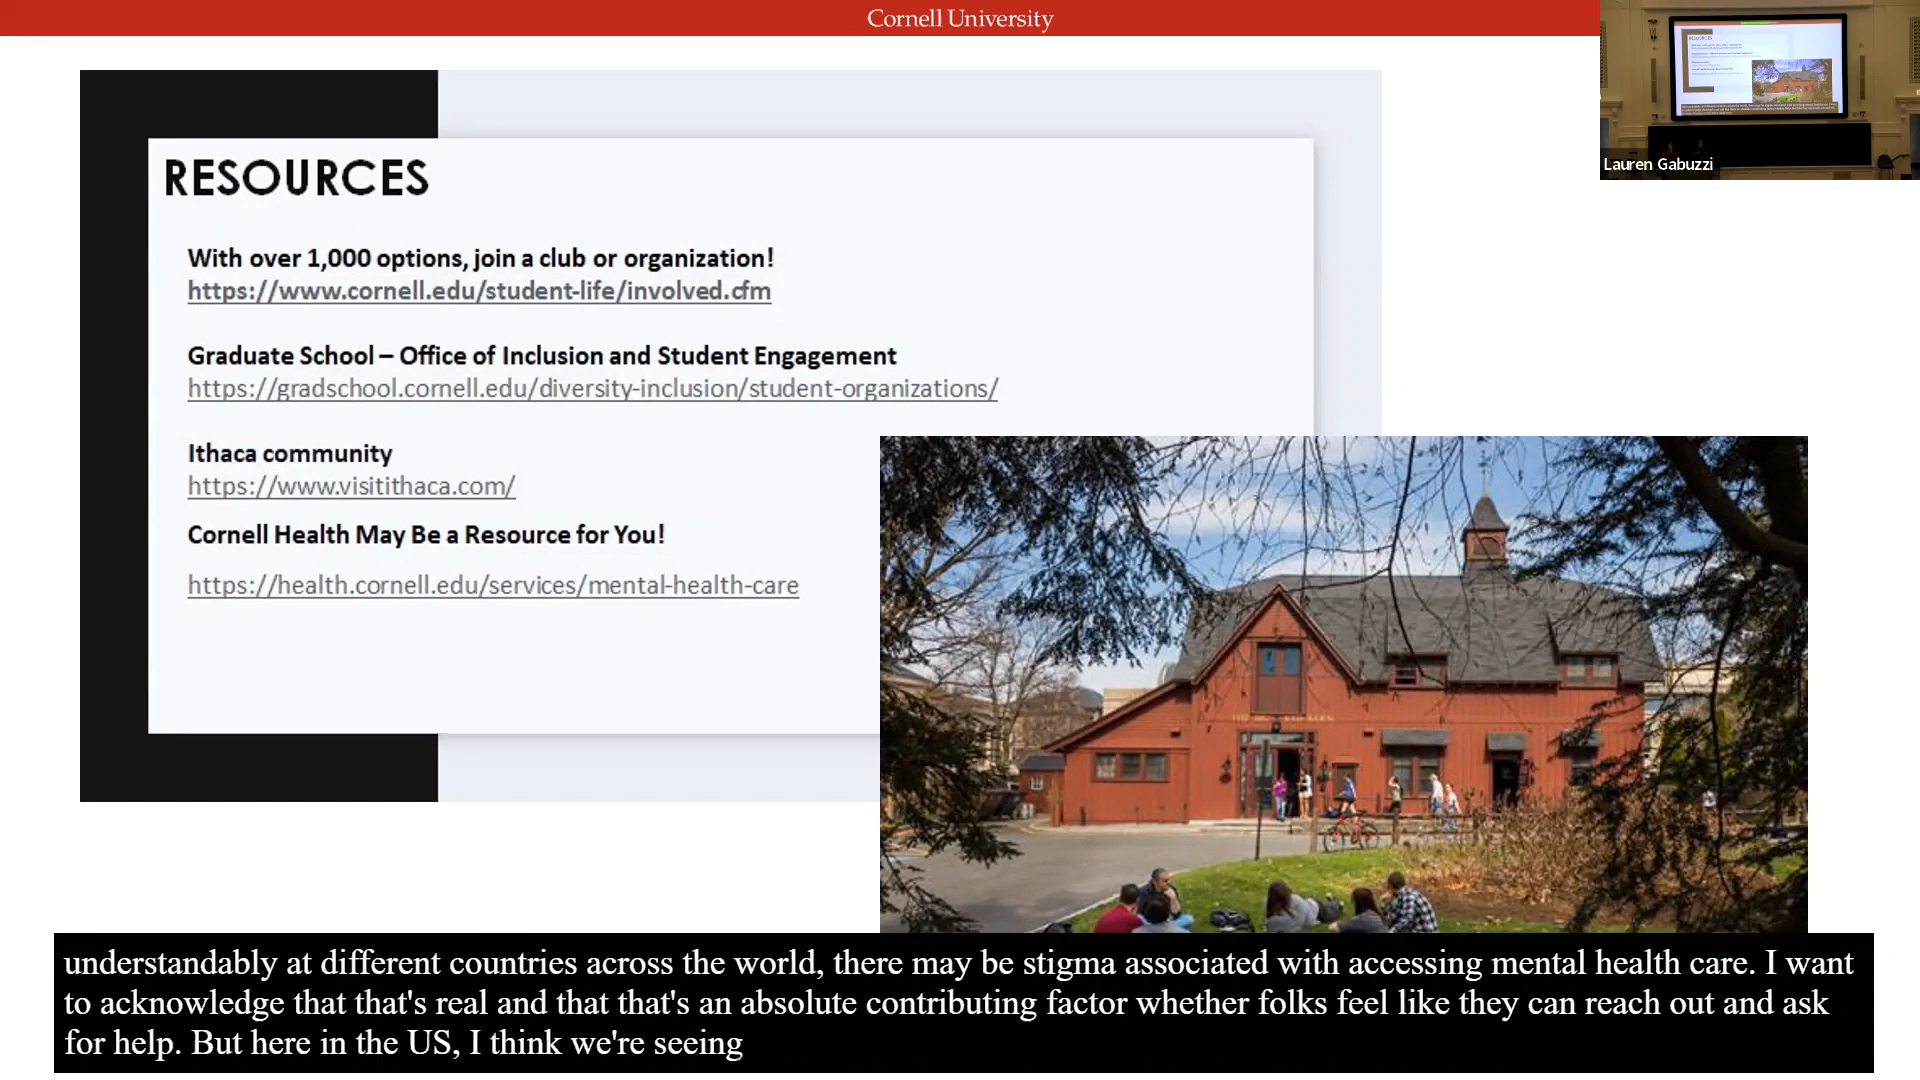 Cornell University
Lauren Gabuzzi
RESOURCES
With over 1,000 options, join a club or organization!
https://www.cornell.edu/student-life/involved.cfm
Graduate School – Office of Inclusion and Student Engagement
https://gradschool.cornell.edu/diversity-inclusion/student-organizations/
Ithaca community
https://www.visitithaca.com/
Cornell Health May Be a Resource for You!
https://health.cornell.edu/services/mental-health-care
understandably at different countries across the world, there may be stigma associated with accessing mental health care. I want
to acknowledge that that's real and that that's an absolute contributing factor whether folks feel like they can reach out and ask
for help. But here in the US, I think we're seeing